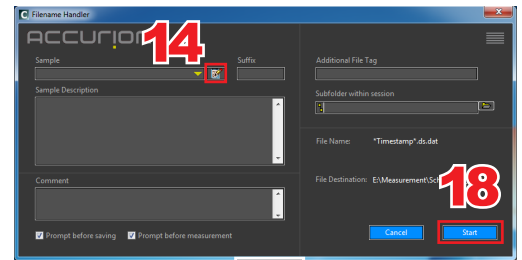 Filename Handler
ACCURION
14
Sample
Suffix
Sample Description
Comment
Prompt before saving
Prompt before measurement
Additional File Tag
Subfolder within session
File Name: *Timestamp*.ds.dat
File Destination: E:\Measurement\Sch
18
Cancel
Start